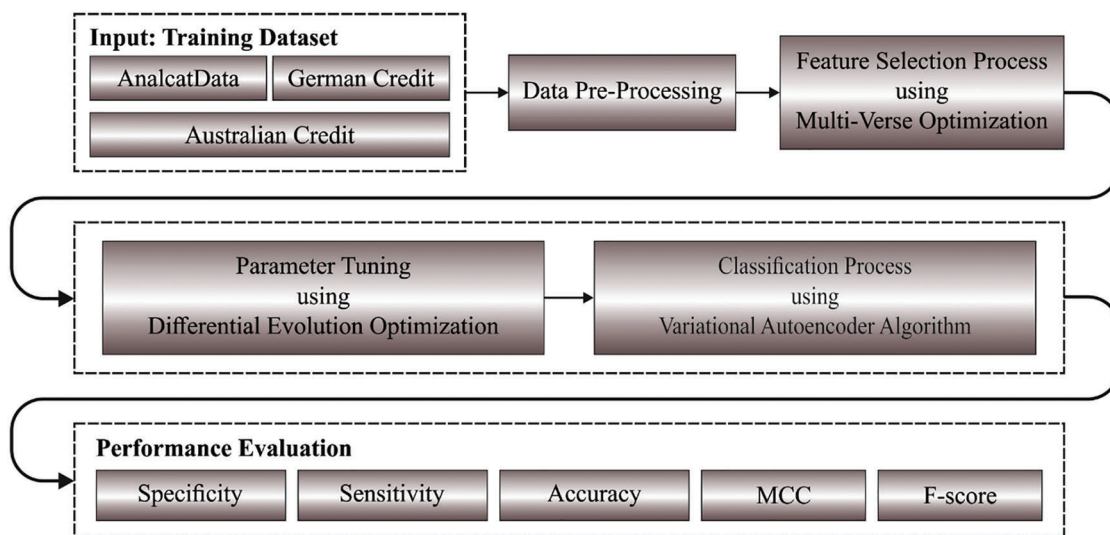 Input: Training Dataset
AnalcatData
German Credit
Australian Credit
Data Pre-Processing
Feature Selection Process
using
Multi-Verse Optimization
Parameter Tuning
using
Differential Evolution Optimization
Classification Process
using
Variational Autoencoder Algorithm
Performance Evaluation
Specificity
Sensitivity
Accuracy
MCC
F-score